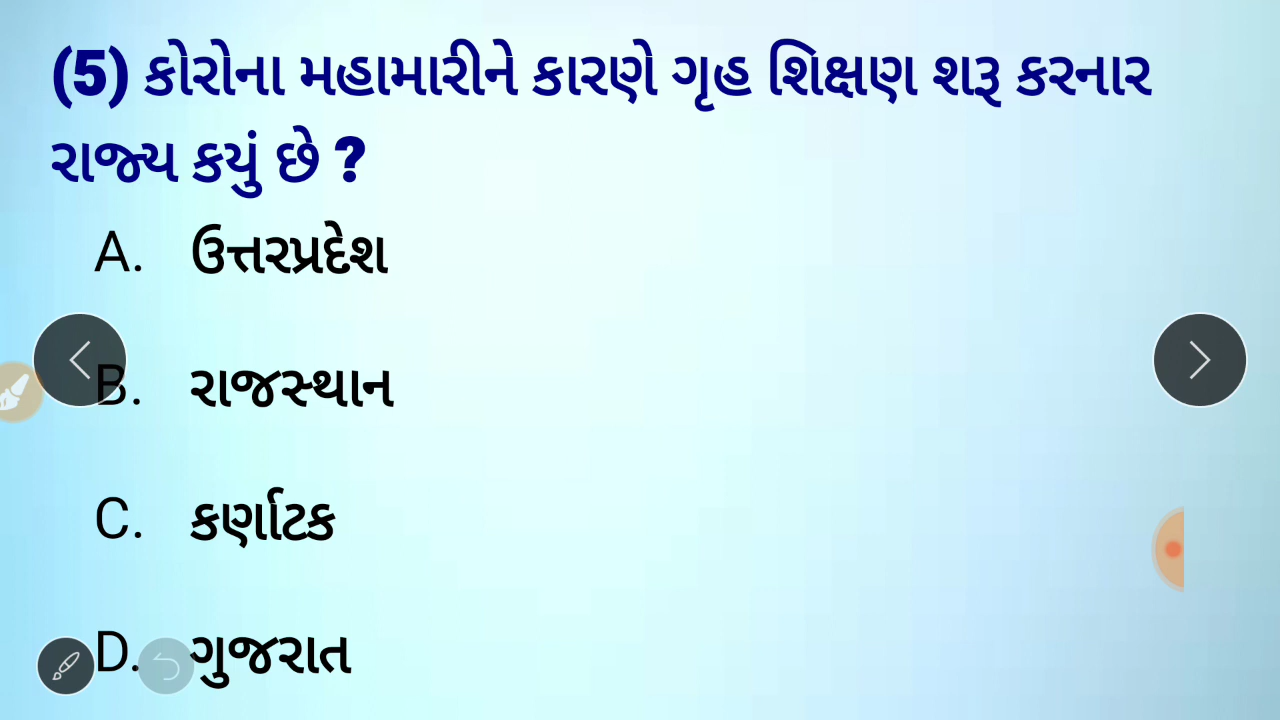 (5) કોરોના મહામારીને કારણે ગૃહ શિક્ષણ શરૂ કરનાર
રાજ્ય કયું છે ?
A. ઉત્તરપ્રદેશ
B. રાજસ્થાન
C. કર્ણાટક
D. ગુજરાત